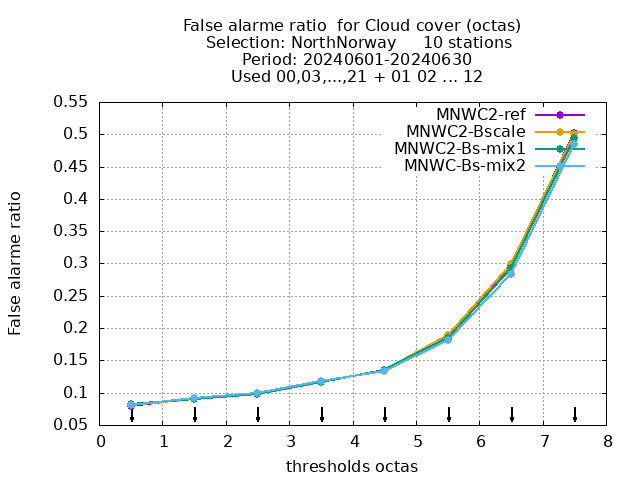 False alarme ratio  for Cloud cover (octas)
Selection: NorthNorway     10 stations
Period: 20240601-20240630
Used 00,03,...,21 + 01 02 ... 12
MNWC2-ref
MNWC2-Bscale
MNWC2-Bs-mix1
MNWC-Bs-mix2
False alarme ratio
0.55
0.5
0.45
0.4
0.35
0.3
0.25
0.2
0.15
0.1
0.05
0 1 2 3 4 5 6 7 8
thresholds octas